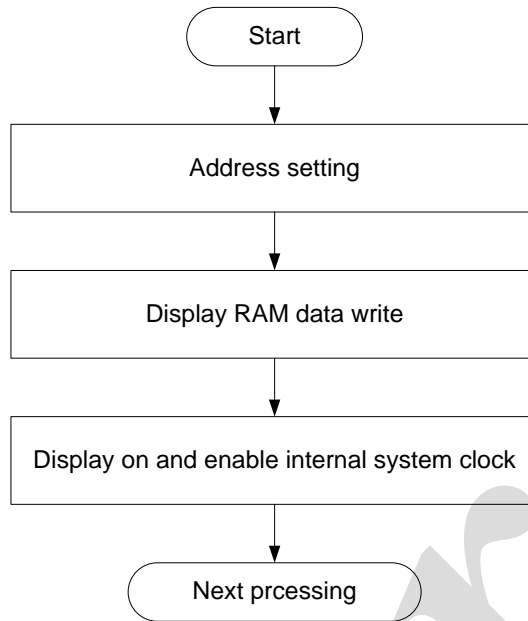 Start
Address setting
Display RAM data write
Display on and enable internal system clock
Next prcessing